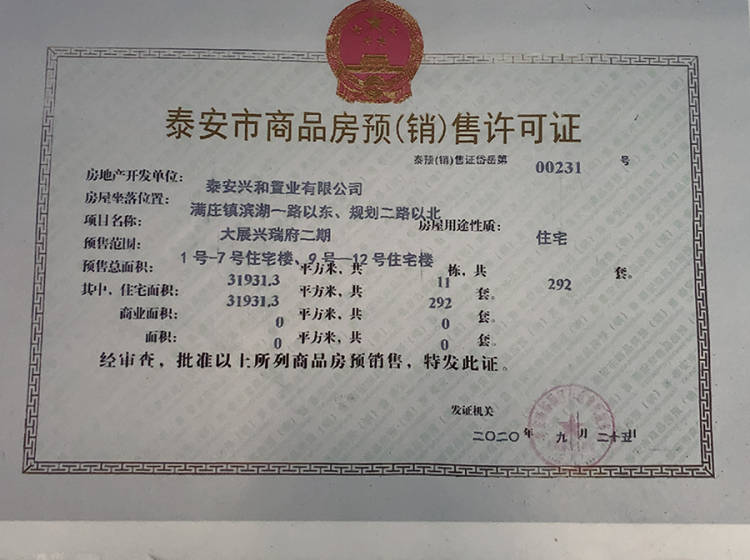 泰安市商品房预(销)售许可证
泰预(销)售证岱岳第 00231 号
房地产开发单位: 泰安兴和置业有限公司
房屋坐落位置: 满庄镇滨湖一路以东、规划二路以北
项目名称: 大展兴瑞府二期 房屋用途性质: 住宅
预售范围: 1号-7号住宅楼、9号—12号住宅楼
预售总面积: 31931.3 平方米,共 11 栋,共 292 套。
其中、住宅面积: 31931.3 平方米,共 292 套。
商业面积: 0 平方米,共 0 套。
面积: 0 平方米,共 0 套。
经审查,批准以上所列商品房预销售,特发此证。
发证机关
二〇二〇年 九 月 二十五日